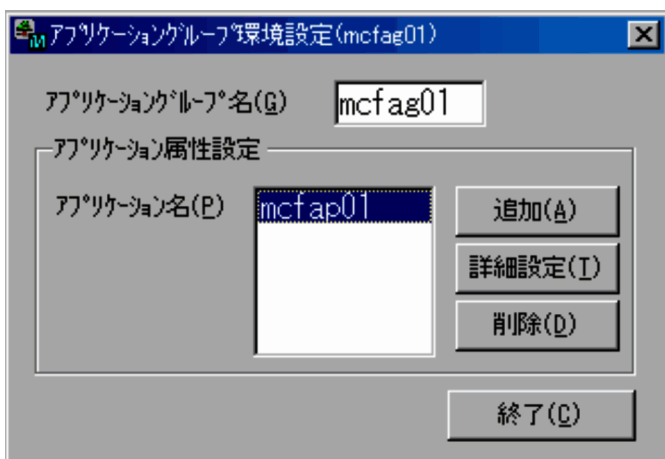 ｱﾌﾟﾘｹｰｼｮﾝｸﾞﾙｰﾌﾟ環境設定(mcfag01)
ｱﾌﾟﾘｹｰｼｮﾝｸﾞﾙｰﾌﾟ名(G) mcfag01
ｱﾌﾟﾘｹｰｼｮﾝ属性設定
ｱﾌﾟﾘｹｰｼｮﾝ名(P) mcfap01 追加(A)
詳細設定(T)
削除(D)
終了(C)